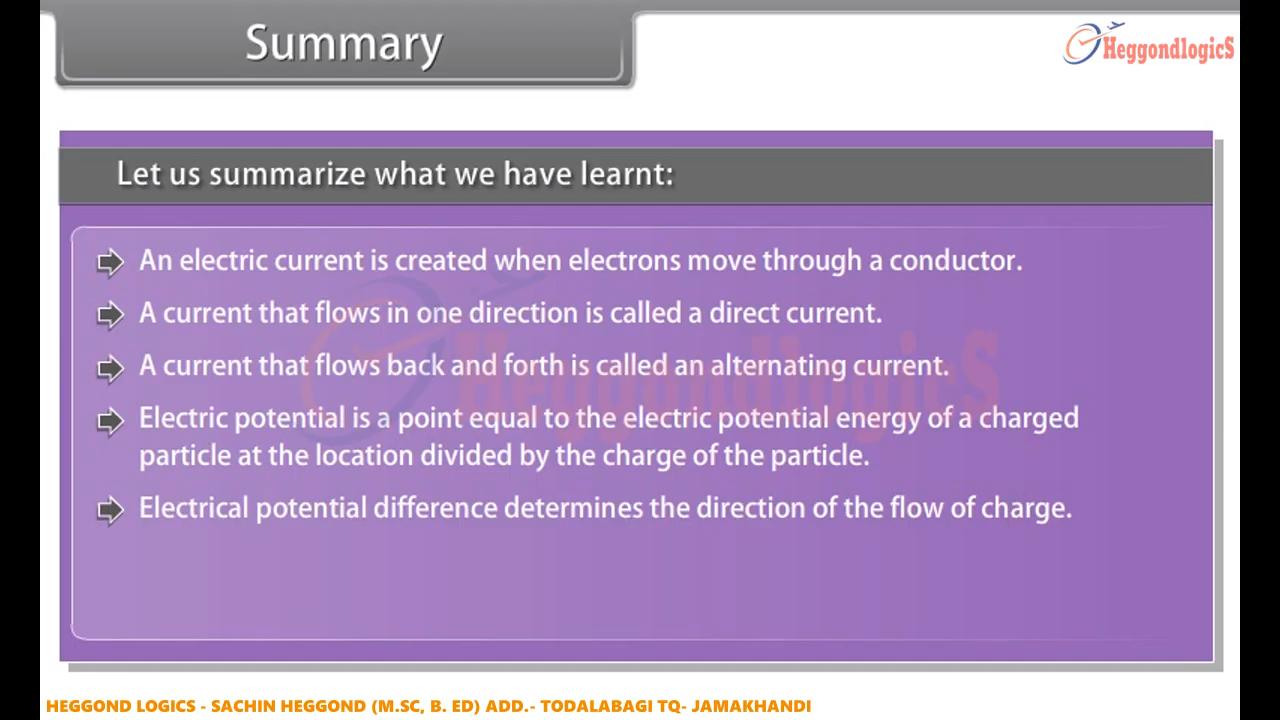 Summary
HeggondlogicS
Let us summarize what we have learnt:
An electric current is created when electrons move through a conductor.
A current that flows in one direction is called a direct current.
A current that flows back and forth is called an alternating current.
Electric potential is a point equal to the electric potential energy of a charged
particle at the location divided by the charge of the particle.
Electrical potential difference determines the direction of the flow of charge.
HeggondlogicS
HEGGOND LOGICS - SACHIN HEGGOND (M.SC, B. ED) ADD.- TODALABAGI TQ- JAMAKHANDI